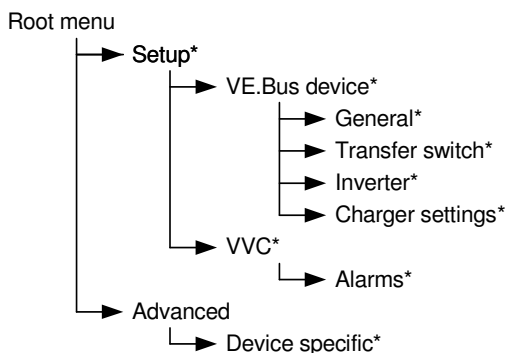 Root menu
Setup*
VE.Bus device*
General*
Transfer switch*
Inverter*
Charger settings*
VVC*
Alarms*
Advanced
Device specific*